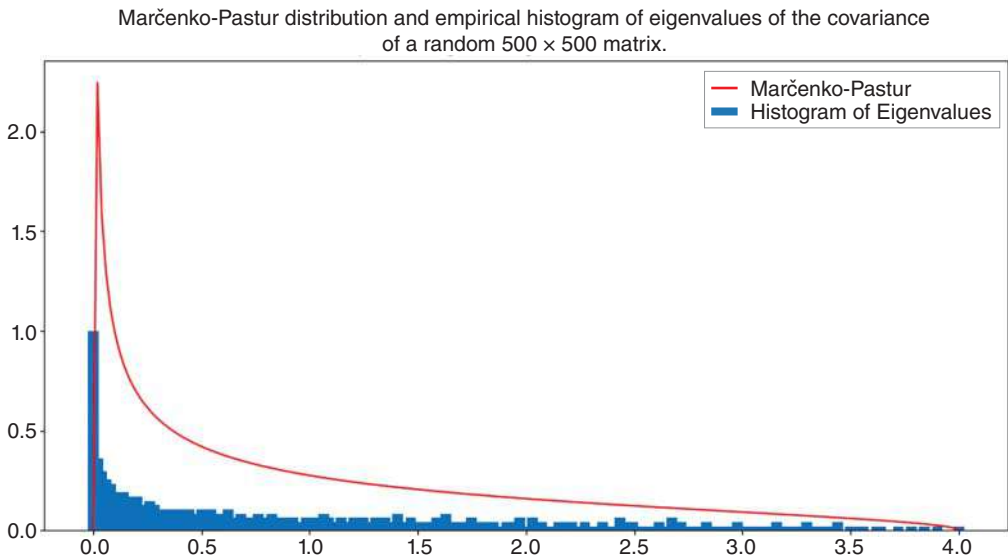 Marčenko-Pastur distribution and empirical histogram of eigenvalues of the covariance
of a random 500 × 500 matrix.
Marčenko-Pastur
Histogram of Eigenvalues
2.0
1.5
1.0
0.5
0.0
0.0 0.5 1.0 1.5 2.0 2.5 3.0 3.5 4.0